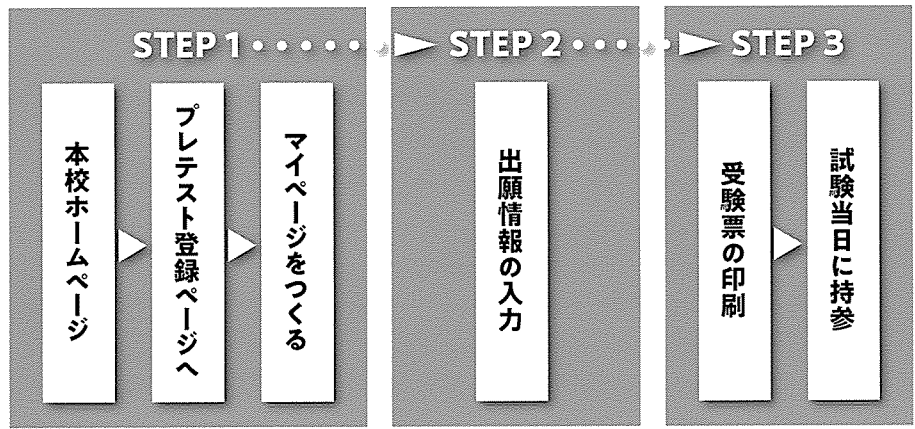 STEP 1
本校ホームページ
プレテスト登録ページへ
マイページをつくる
STEP 2
出願情報の入力
STEP 3
受験票の印刷
試験当日に持参